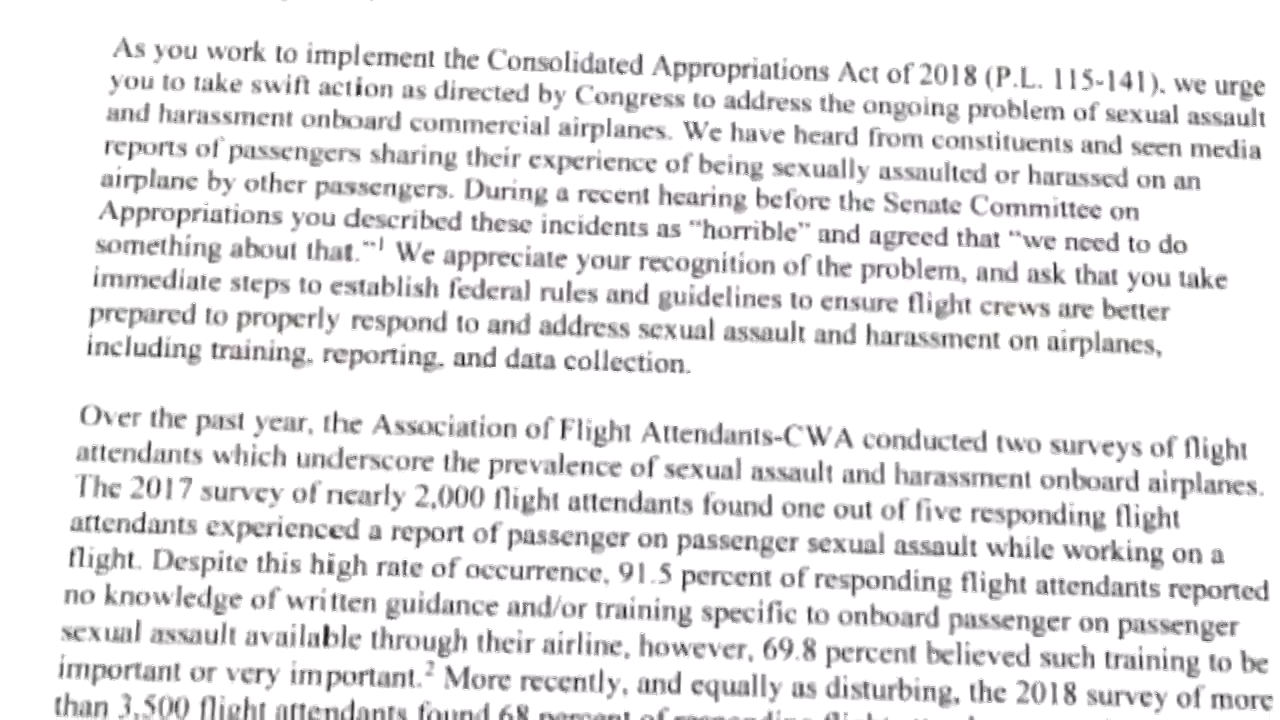 As you work to implement the Consolidated Appropriations Act of 2018 (P.L. 115-141), we urge
you to take swift action as directed by Congress to address the ongoing problem of sexual assault
and harassment onboard commercial airplanes. We have heard from constituents and seen media
reports of passengers sharing their experience of being sexually assaulted or harassed on an
airplane by other passengers. During a recent hearing before the Senate Committee on
Appropriations you described these incidents as "horrible" and agreed that "we need to do
something about that."1 We appreciate your recognition of the problem, and ask that you take
immediate steps to establish federal rules and guidelines to ensure flight crews are better
prepared to properly respond to and address sexual assault and harassment on airplanes,
including training, reporting, and data collection.
Over the past year, the Association of Flight Attendants-CWA conducted two surveys of flight
attendants which underscore the prevalence of sexual assault and harassment onboard airplanes.
The 2017 survey of nearly 2,000 flight attendants found one out of five responding flight
attendants experienced a report of passenger on passenger sexual assault while working on a
flight. Despite this high rate of occurrence, 91.5 percent of responding flight attendants reported
no knowledge of written guidance and/or training specific to onboard passenger on passenger
sexual assault available through their airline, however, 69.8 percent believed such training to be
important or very important.2 More recently, and equally as disturbing, the 2018 survey of more
than 3,500 flight attendants found 68 percent of responding